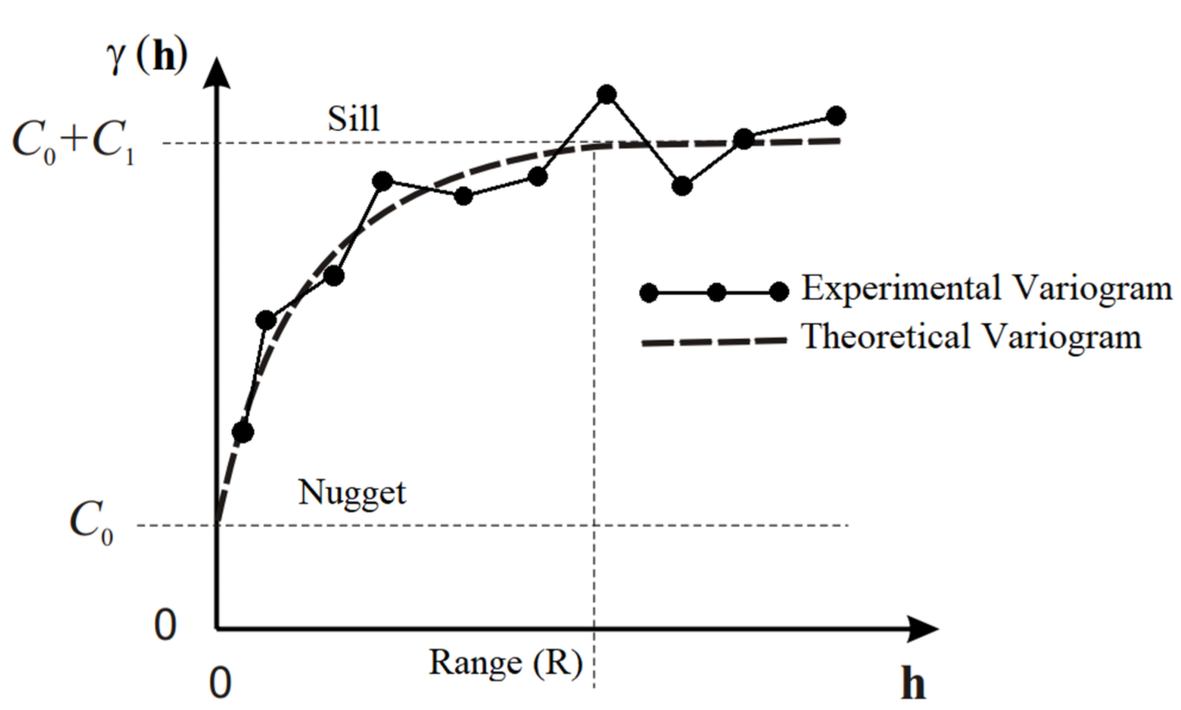 γ (h)
Sill
C₀+C₁
Experimental Variogram
Theoretical Variogram
Nugget
C₀
0
Range (R)
0
h